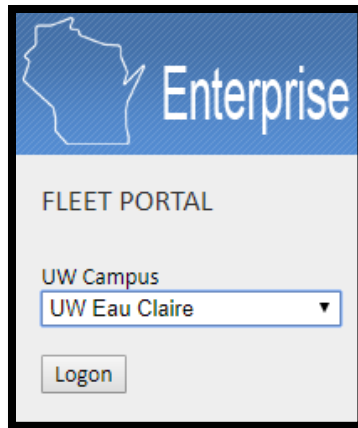 Enterprise
FLEET PORTAL
UW Campus
UW Eau Claire
Logon